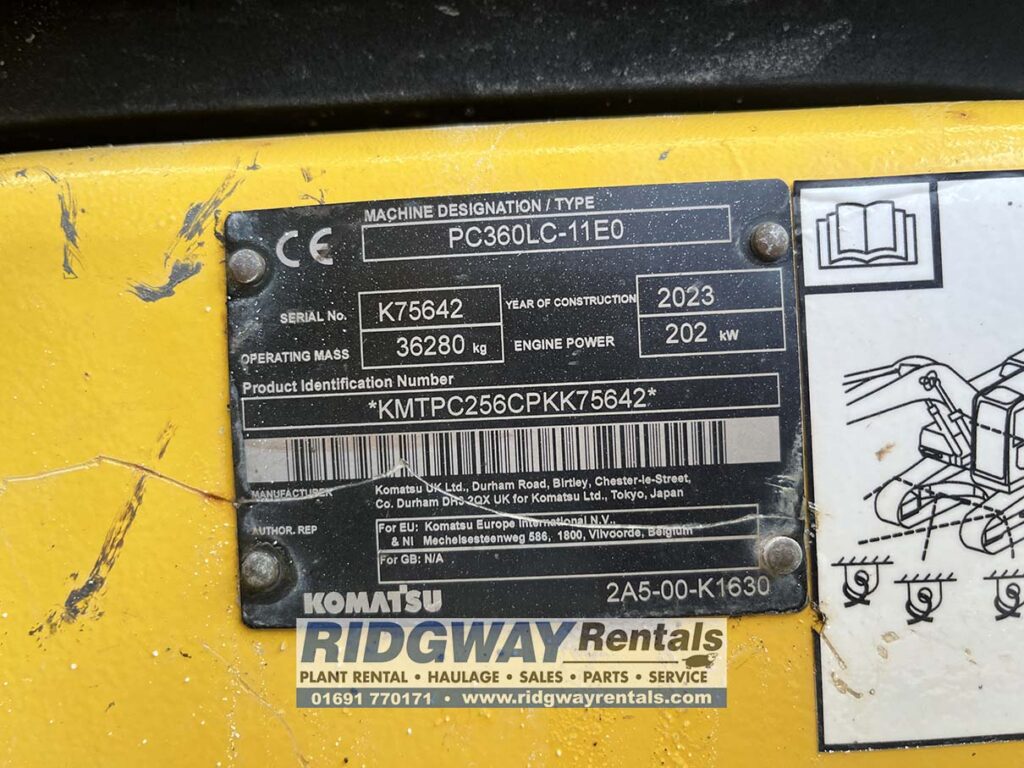 CE
MACHINE DESIGNATION / TYPE
PC360LC-11E0
SERIAL No. K75642 YEAR OF CONSTRUCTION 2023
OPERATING MASS 36280 kg ENGINE POWER 202 kW
Product Identification Number
*KMTPC256CPKK75642*
MANUFACTURER Komatsu UK Ltd., Durham Road, Birtley, Chester-le-Street,
Co. Durham DH3 2QX UK for Komatsu Ltd., Tokyo, Japan
AUTHOR. REP For EU: Komatsu Europe International N.V.,
& NI Mechelsesteenweg 586, 1800, Vilvoorde, Belgium
For GB: N/A
KOMATSU 2A5-00-K1630
RIDGWAY Rentals
PLANT RENTAL • HAULAGE • SALES • PARTS • SERVICE
01691 770171 • www.ridgwayrentals.com